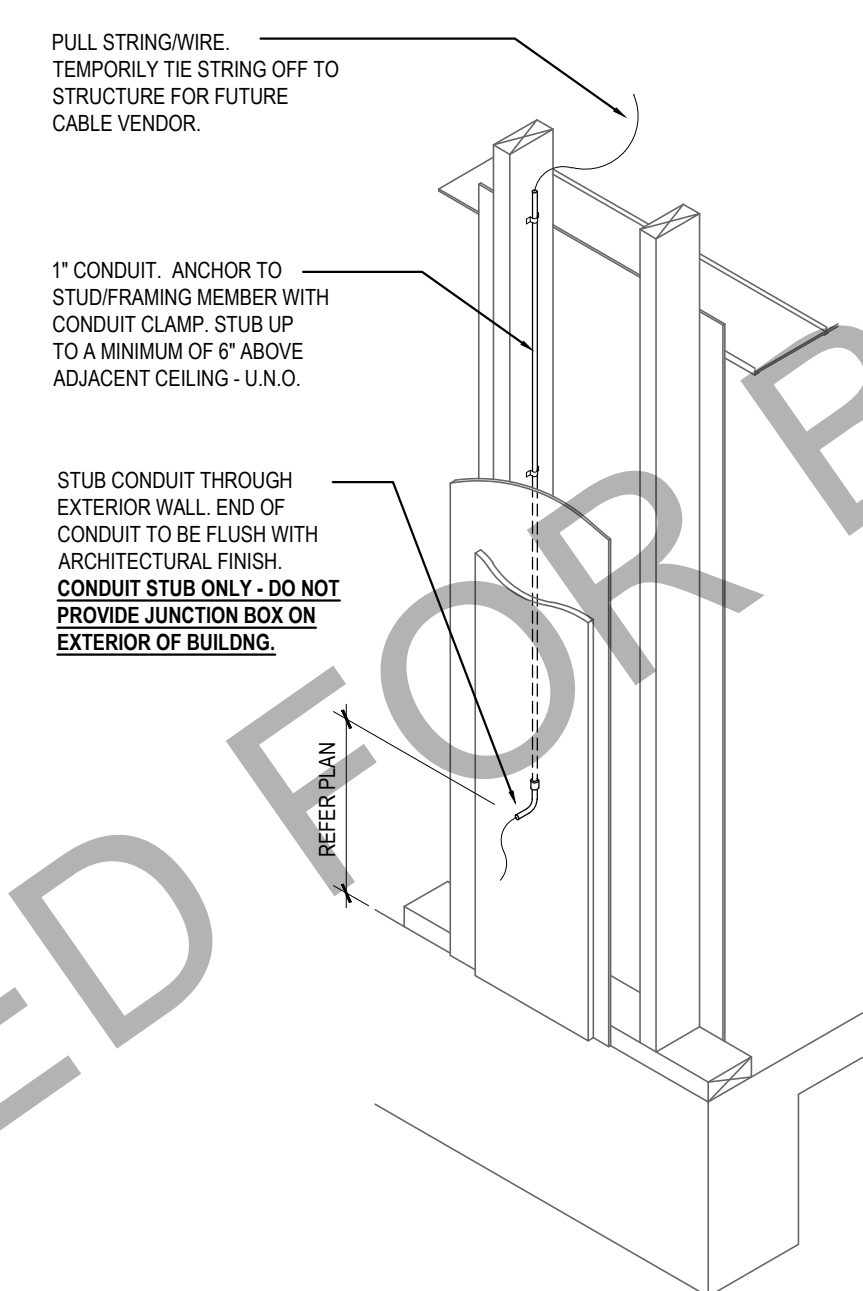 PULL STRING/WIRE.
TEMPORILY TIE STRING OFF TO
STRUCTURE FOR FUTURE
CABLE VENDOR.
1" CONDUIT. ANCHOR TO
STUD/FRAMING MEMBER WITH
CONDUIT CLAMP. STUB UP
TO A MINIMUM OF 6" ABOVE
ADJACENT CEILING - U.N.O.
STUB CONDUIT THROUGH
EXTERIOR WALL. END OF
CONDUIT TO BE FLUSH WITH
ARCHITECTURAL FINISH.
CONDUIT STUB ONLY - DO NOT
PROVIDE JUNCTION BOX ON
EXTERIOR OF BUILDNG.
REFER PLAN
ED FOR B